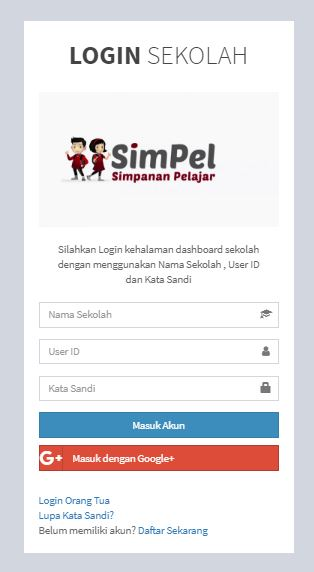 LOGIN SEKOLAH
SimPel
Simpanan Pelajar
Silahkan Login kehalaman dashboard sekolah
dengan menggunakan Nama Sekolah , User ID
dan Kata Sandi
Nama Sekolah
User ID
Kata Sandi
Masuk Akun
G+ Masuk dengan Google+
Login Orang Tua
Lupa Kata Sandi?
Belum memiliki akun? Daftar Sekarang